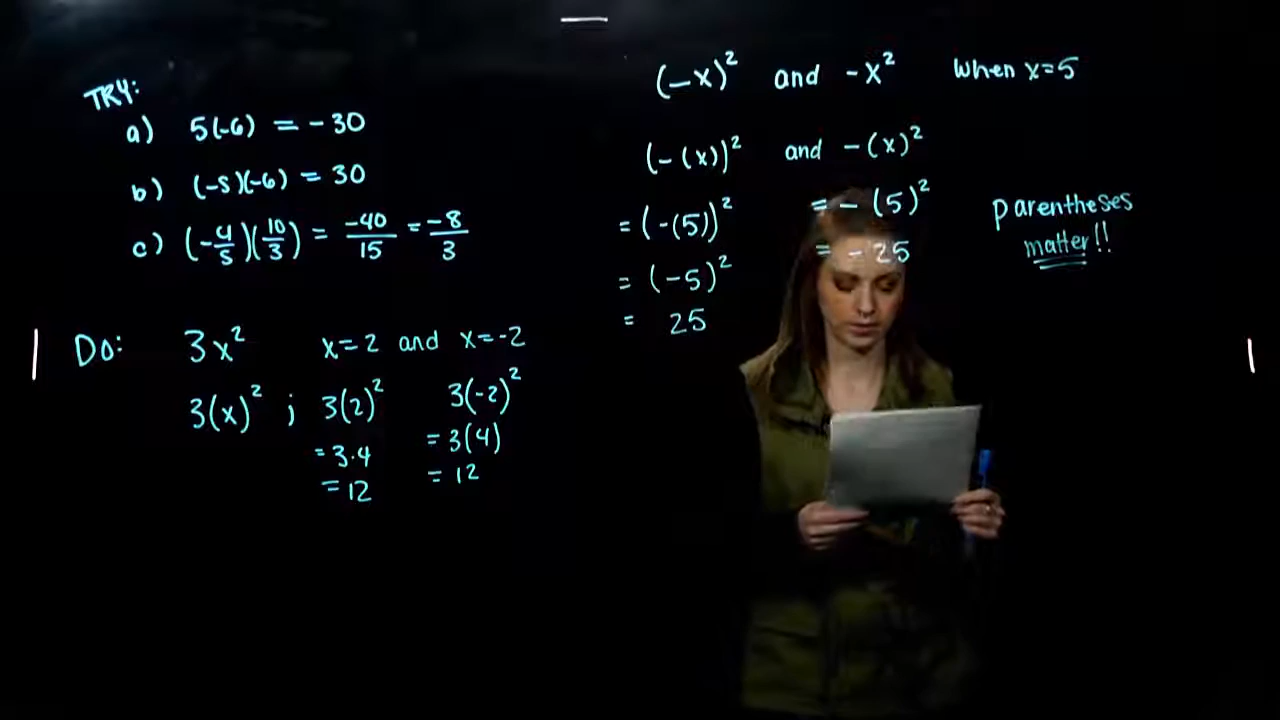 TRY:
a) 5(-6) = -30
b) (-5)(-6) = 30
c) (-4/5)(10/3) = -40/15 = -8/3
Do: 3x² x=2 and x=-2
3(x)² ; 3(2)² 3(-2)²
=3·4 =3(4)
=12 =12
(-x)² and -x² when x=5
(-(x))² and -(x)²
=(-(5))² =-(5)²
=(-5)² =-25
= 25
parentheses
matter!!